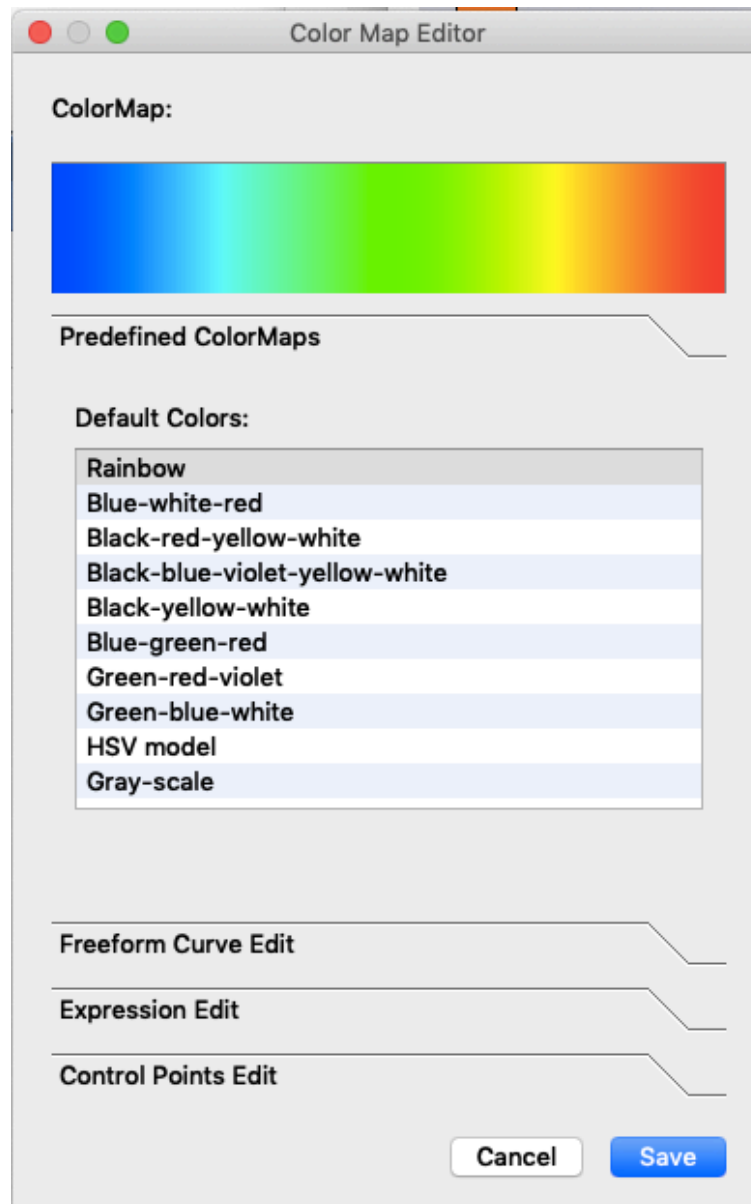 Color Map Editor
ColorMap:
Predefined ColorMaps
Default Colors:
Rainbow
Blue-white-red
Black-red-yellow-white
Black-blue-violet-yellow-white
Black-yellow-white
Blue-green-red
Green-red-violet
Green-blue-white
HSV model
Gray-scale
Freeform Curve Edit
Expression Edit
Control Points Edit
Cancel Save